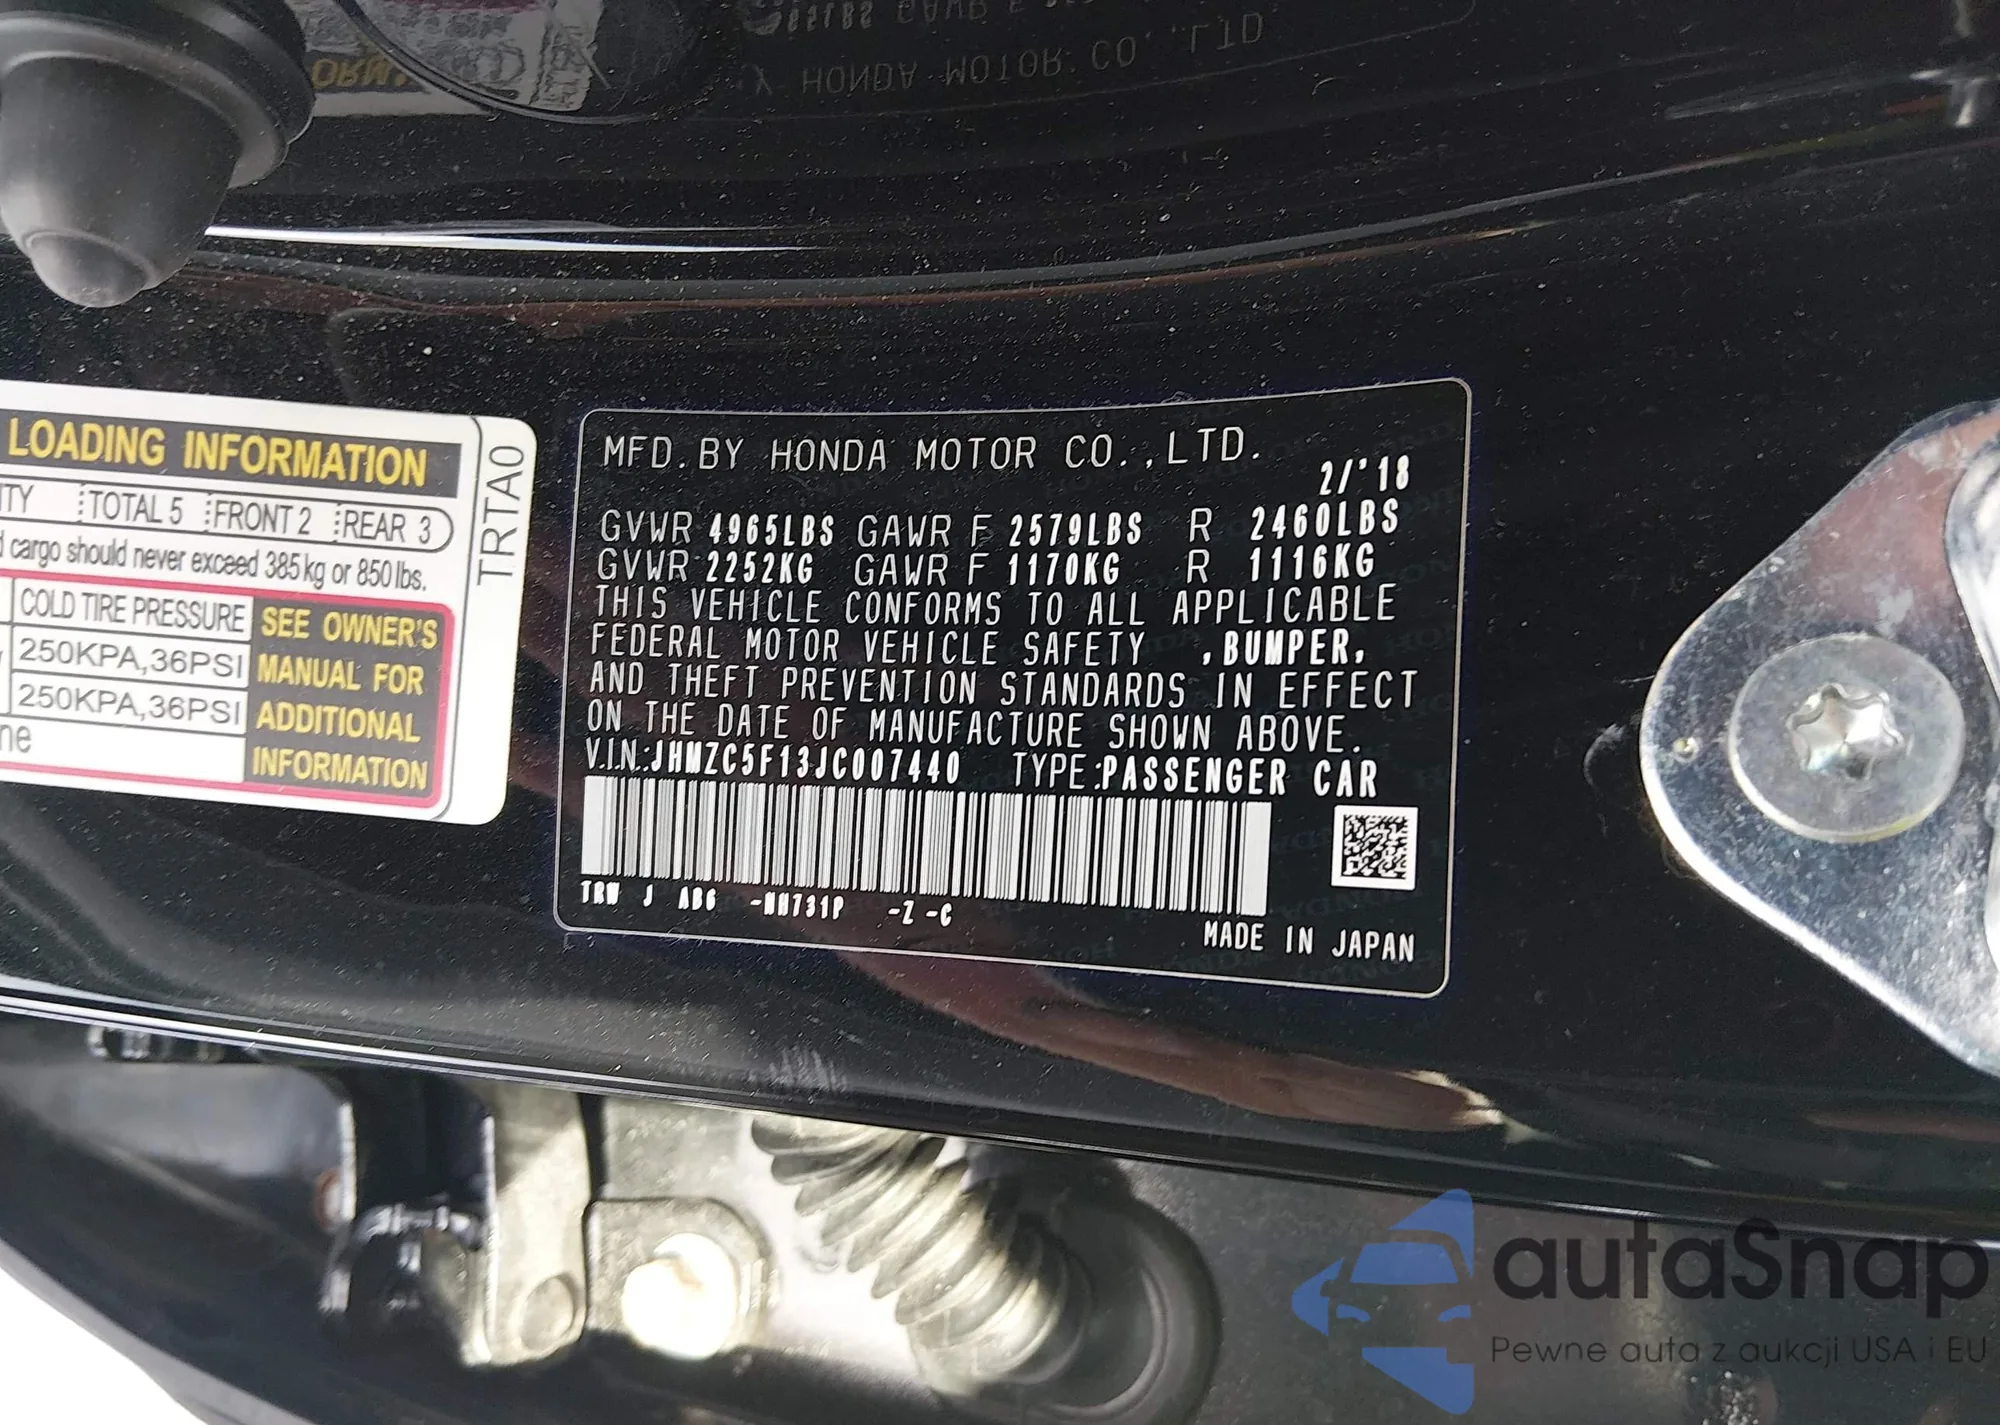 HONDA MOTOR CO.,LTD
LOADING INFORMATION
TOTAL 5 FRONT 2 REAR 3
cargo should never exceed 385kg or 850lbs.
COLD TIRE PRESSURE
250KPA,36PSI
250KPA,36PSI
SEE OWNER'S
MANUAL FOR
ADDITIONAL
INFORMATION
TRTA0
MFD.BY HONDA MOTOR CO.,LTD.
2/'18
GVWR 4965LBS GAWR F 2579LBS R 2460LBS
GVWR 2252KG GAWR F 1170KG R 1116KG
THIS VEHICLE CONFORMS TO ALL APPLICABLE
FEDERAL MOTOR VEHICLE SAFETY ,BUMPER,
AND THEFT PREVENTION STANDARDS IN EFFECT
ON THE DATE OF MANUFACTURE SHOWN ABOVE.
V.I.N.:JHMZC5F13JC007440 TYPE:PASSENGER CAR
TRW J AB6 -NH731P -Z -C
MADE IN JAPAN
autaSnap
Pewne auta z aukcji USA i EU